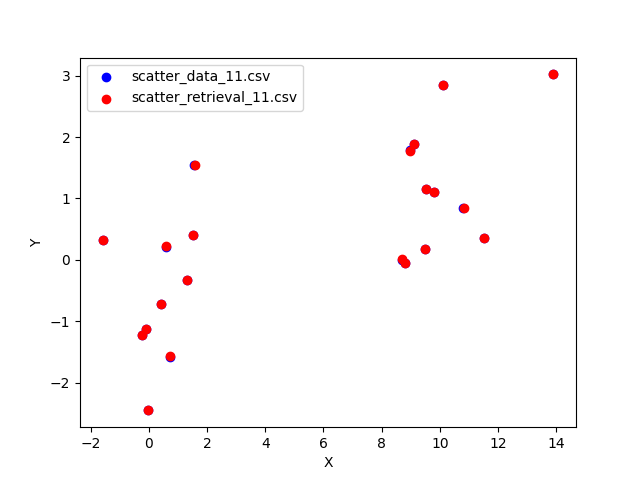 scatter_data_11.csv
scatter_retrieval_11.csv
3
2
1
0
−1
−2
Y
−2 0 2 4 6 8 10 12 14
X